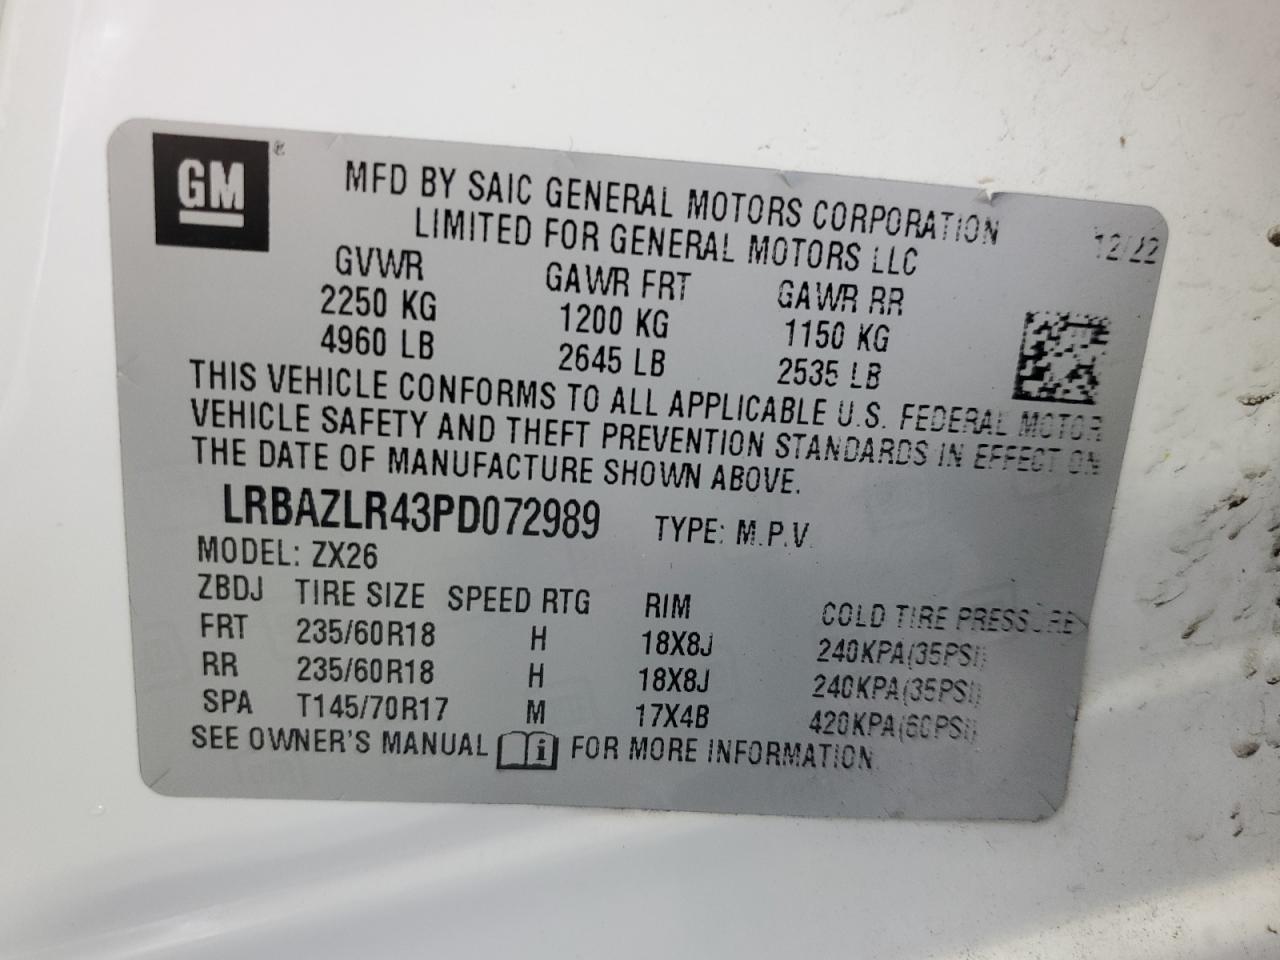 GM ®
MFD BY SAIC GENERAL MOTORS CORPORATION
LIMITED FOR GENERAL MOTORS LLC
12/22
GVWR GAWR FRT GAWR RR
2250 KG 1200 KG 1150 KG
4960 LB 2645 LB 2535 LB
THIS VEHICLE CONFORMS TO ALL APPLICABLE U.S. FEDERAL MOTOR
VEHICLE SAFETY AND THEFT PREVENTION STANDARDS IN EFFECT ON
THE DATE OF MANUFACTURE SHOWN ABOVE.
LRBAZLR43PD072989 TYPE: M.P.V.
MODEL: ZX26
ZBDJ TIRE SIZE SPEED RTG RIM COLD TIRE PRESSURE
FRT 235/60R18 H 18X8J 240KPA(35PSI)
RR 235/60R18 H 18X8J 240KPA(35PSI)
SPA T145/70R17 M 17X4B 420KPA(60PSI)
SEE OWNER'S MANUAL i FOR MORE INFORMATION.